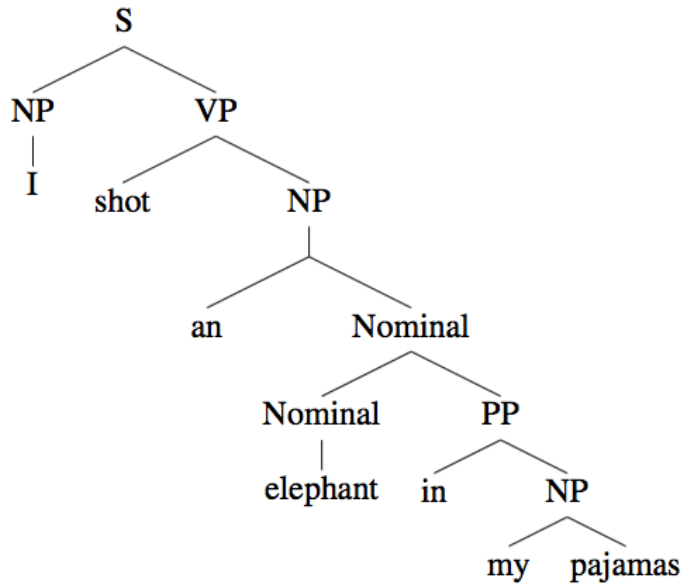 S
NP VP
I
shot NP
an Nominal
Nominal PP
elephant in NP
my pajamas